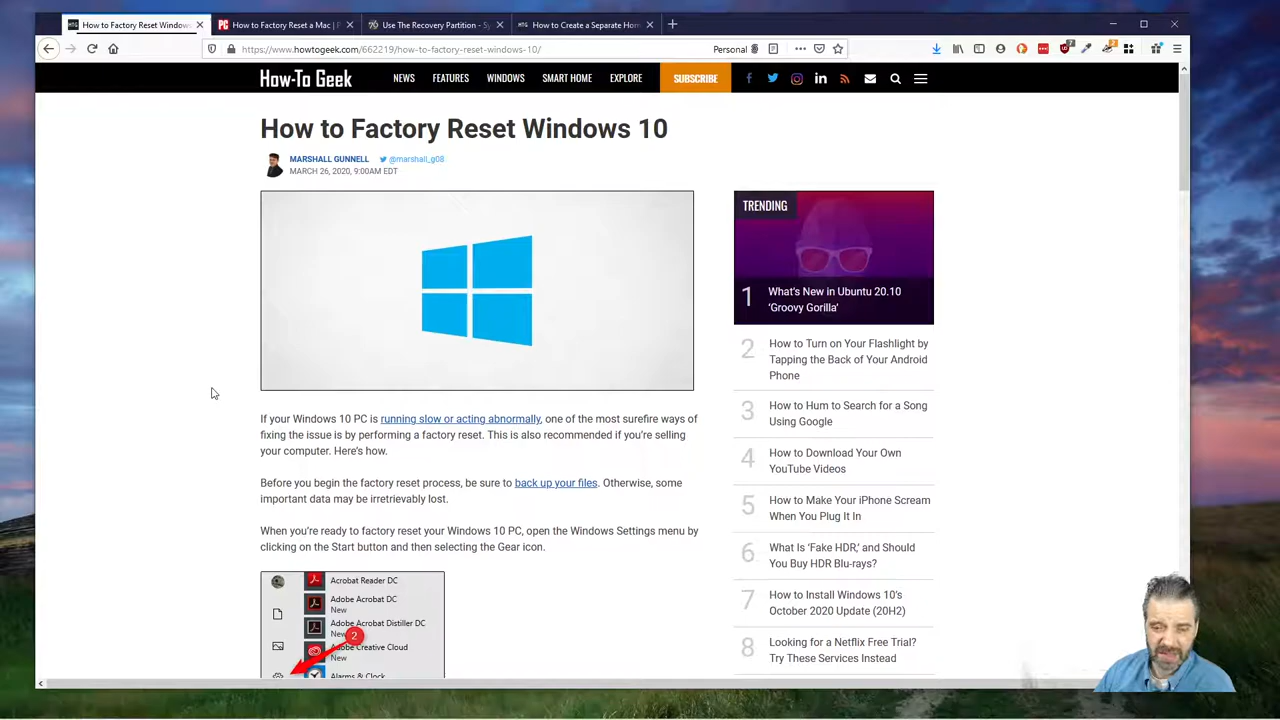 How to Factory Reset Windows
How to Factory Reset a Mac | P
Use The Recovery Partition - Sy
How to Create a Separate Hom
https://www.howtogeek.com/662219/how-to-factory-reset-windows-10/
Personal
7
2
How-To Geek
NEWS
FEATURES
WINDOWS
SMART HOME
EXPLORE
SUBSCRIBE
How to Factory Reset Windows 10
MARSHALL GUNNELL
@marshall_g08
MARCH 26, 2020, 9:00AM EDT
If your Windows 10 PC is running slow or acting abnormally, one of the most surefire ways of
fixing the issue is by performing a factory reset. This is also recommended if you're selling
your computer. Here's how.
Before you begin the factory reset process, be sure to back up your files. Otherwise, some
important data may be irretrievably lost.
When you're ready to factory reset your Windows 10 PC, open the Windows Settings menu by
clicking on the Start button and then selecting the Gear icon.
Acrobat Reader DC
Adobe Acrobat DC
New
Adobe Acrobat Distiller DC
New
2
Adobe Creative Cloud
New
Alarms & Clock
TRENDING
1
What's New in Ubuntu 20.10
'Groovy Gorilla'
2
How to Turn on Your Flashlight by
Tapping the Back of Your Android
Phone
3
How to Hum to Search for a Song
Using Google
4
How to Download Your Own
YouTube Videos
5
How to Make Your iPhone Scream
When You Plug It In
6
What Is 'Fake HDR,' and Should
You Buy HDR Blu-rays?
7
How to Install Windows 10's
October 2020 Update (20H2)
8
Looking for a Netflix Free Trial?
Try These Services Instead